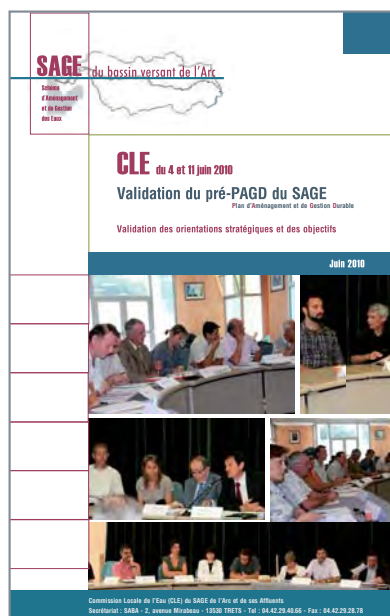 SAGE du bassin versant de l'Arc
Schéma
d'Aménagement
et de Gestion
des Eaux
CLE du 4 et 11 juin 2010
Validation du pré-PAGD du SAGE
Plan d'Aménagement et de Gestion Durable
Validation des orientations stratégiques et des objectifs
Juin 2010
Commission Locale de l'Eau (CLE) du SAGE de l'Arc et de ses Affluents
Secrétariat : SABA - 2, avenue Mirabeau - 13530 TRETS - Tel : 04.42.29.40.66 - Fax : 04.42.29.28.78